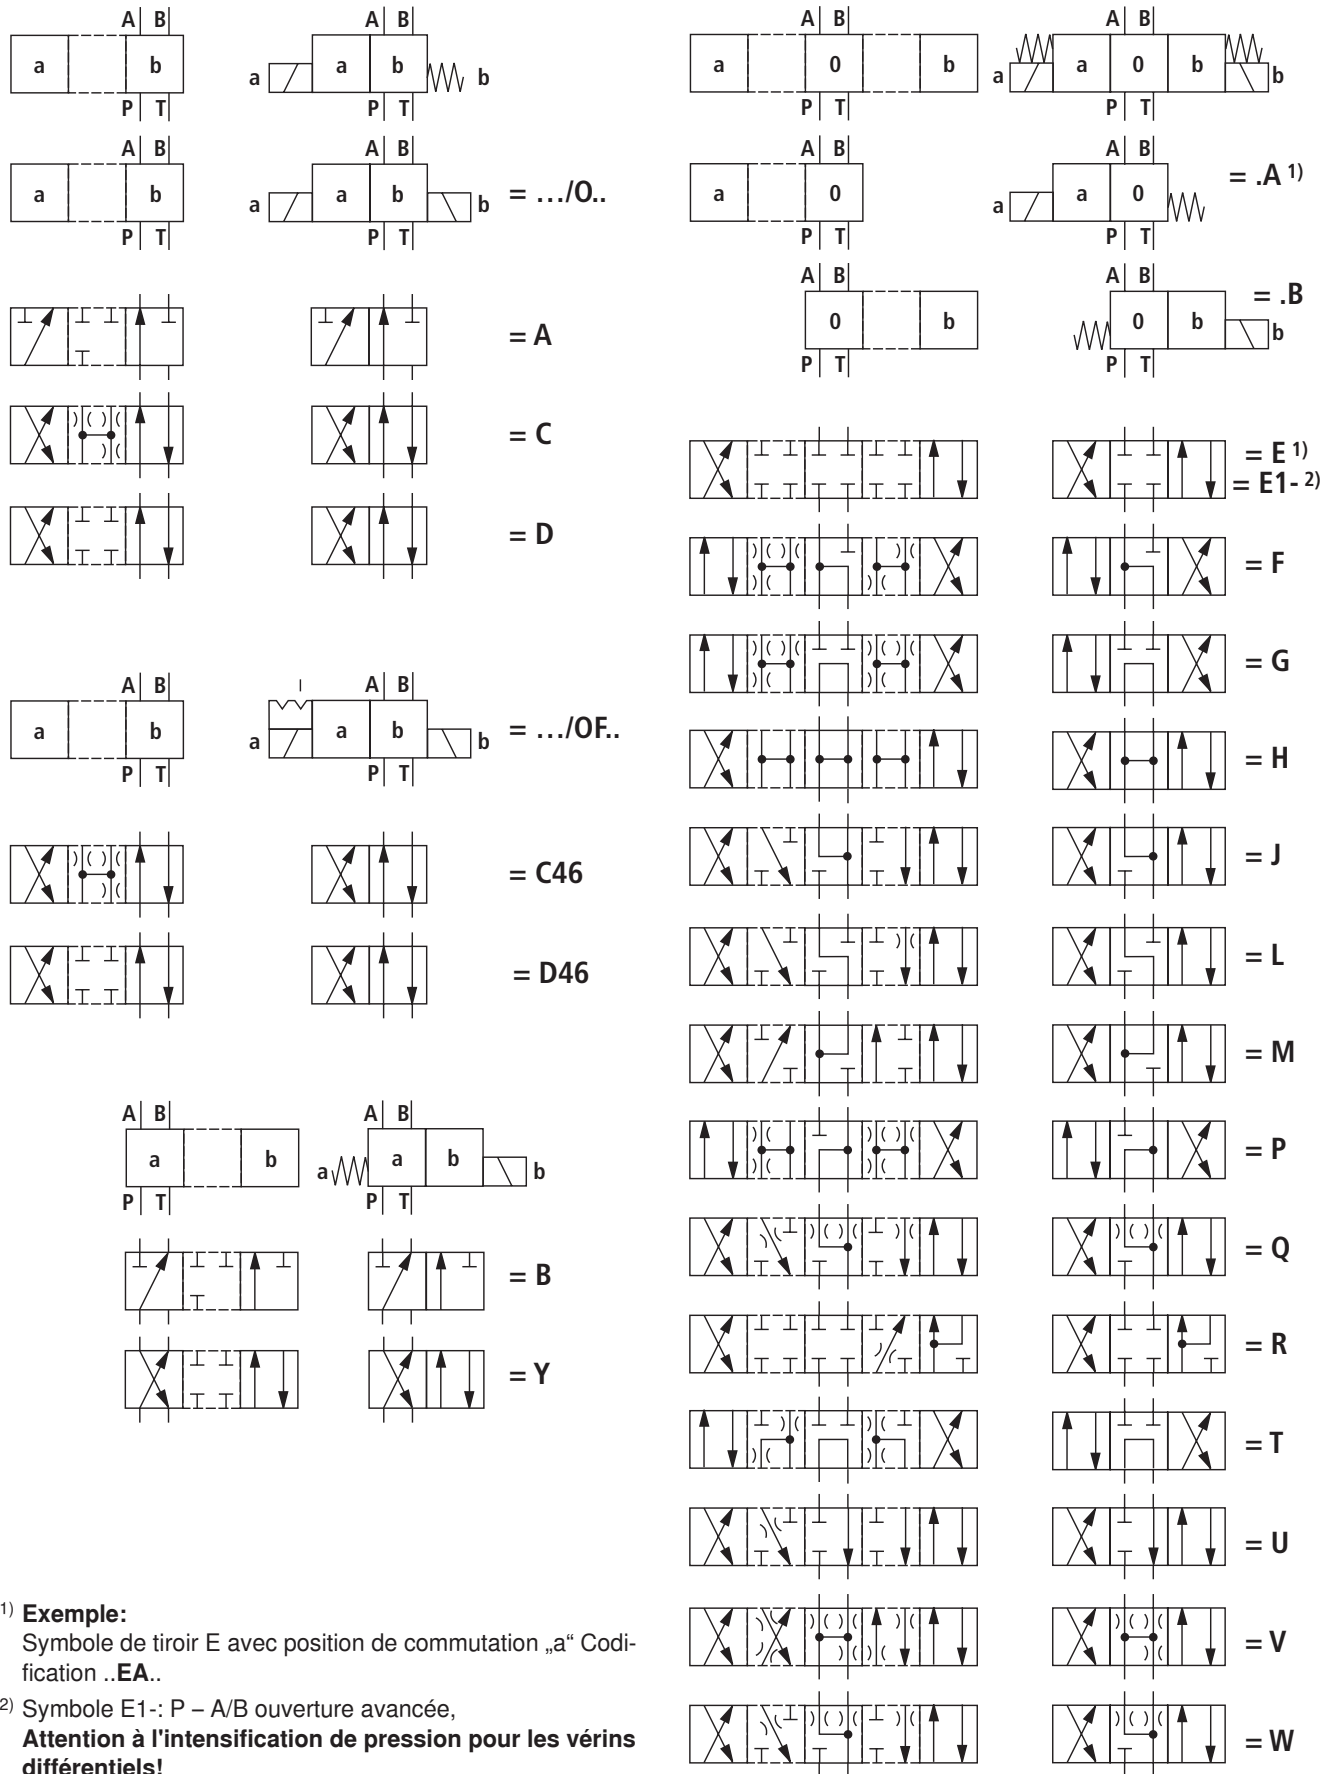 A B
a b
P T
A B
a a b b
P T
A B
a b
P T
A B
a a b b = .../O..
P T
= A
= C
= D
A B
a b
P T
A B
a a b b = .../OF..
P T
= C46
= D46
A B
a b
P T
A B
a a b b
P T
= B
= Y
1) Exemple:
Symbole de tiroir E avec position de commutation „a“ Codi-
fication ..EA..
2) Symbole E1-: P – A/B ouverture avancée,
Attention à l'intensification de pression pour les vérins
différentiels!
A B
a 0 b
P T
A B
a a 0 b b
P T
A B
a 0
P T
A B
a a 0 = .A 1)
P T
A B
0 b
P T
A B
0 b b = .B
P T
= E 1)
= E1- 2)
= F
= G
= H
= J
= L
= M
= P
= Q
= R
= T
= U
= V
= W